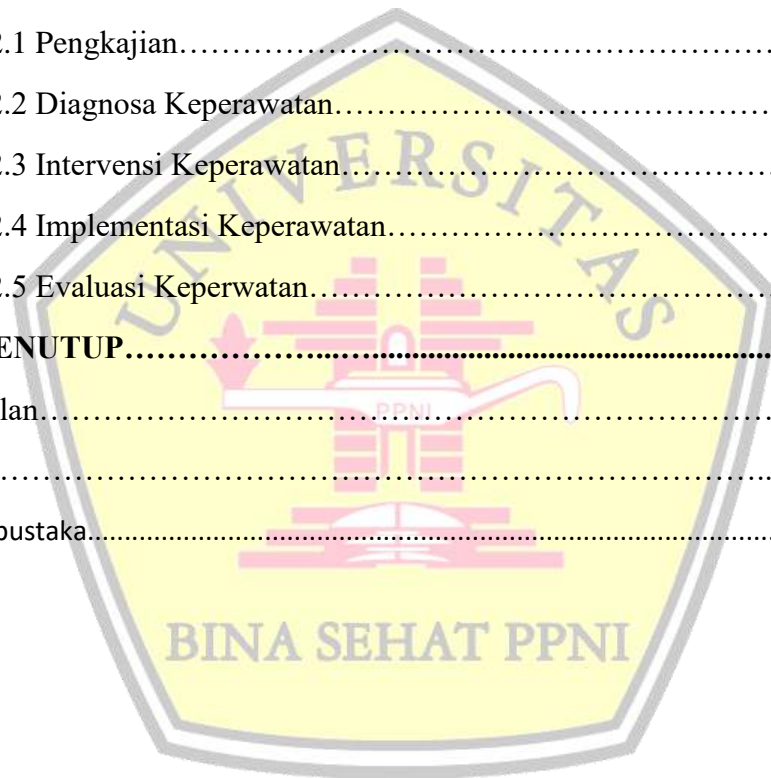 2.1 Pengkajian……………………………………………………
2.2 Diagnosa Keperawatan……………………………………
2.3 Intervensi Keperawatan……………………………………
2.4 Implementasi Keperawatan………………………………
2.5 Evaluasi Keperwatan………………………………………
ENUTUP………………...…..............................................................
lan……………………………………………………………………
…………………………………………………………………..
pustaka....................................................................................
UNIVERSITAS
PPNI
BINA SEHAT PPNI